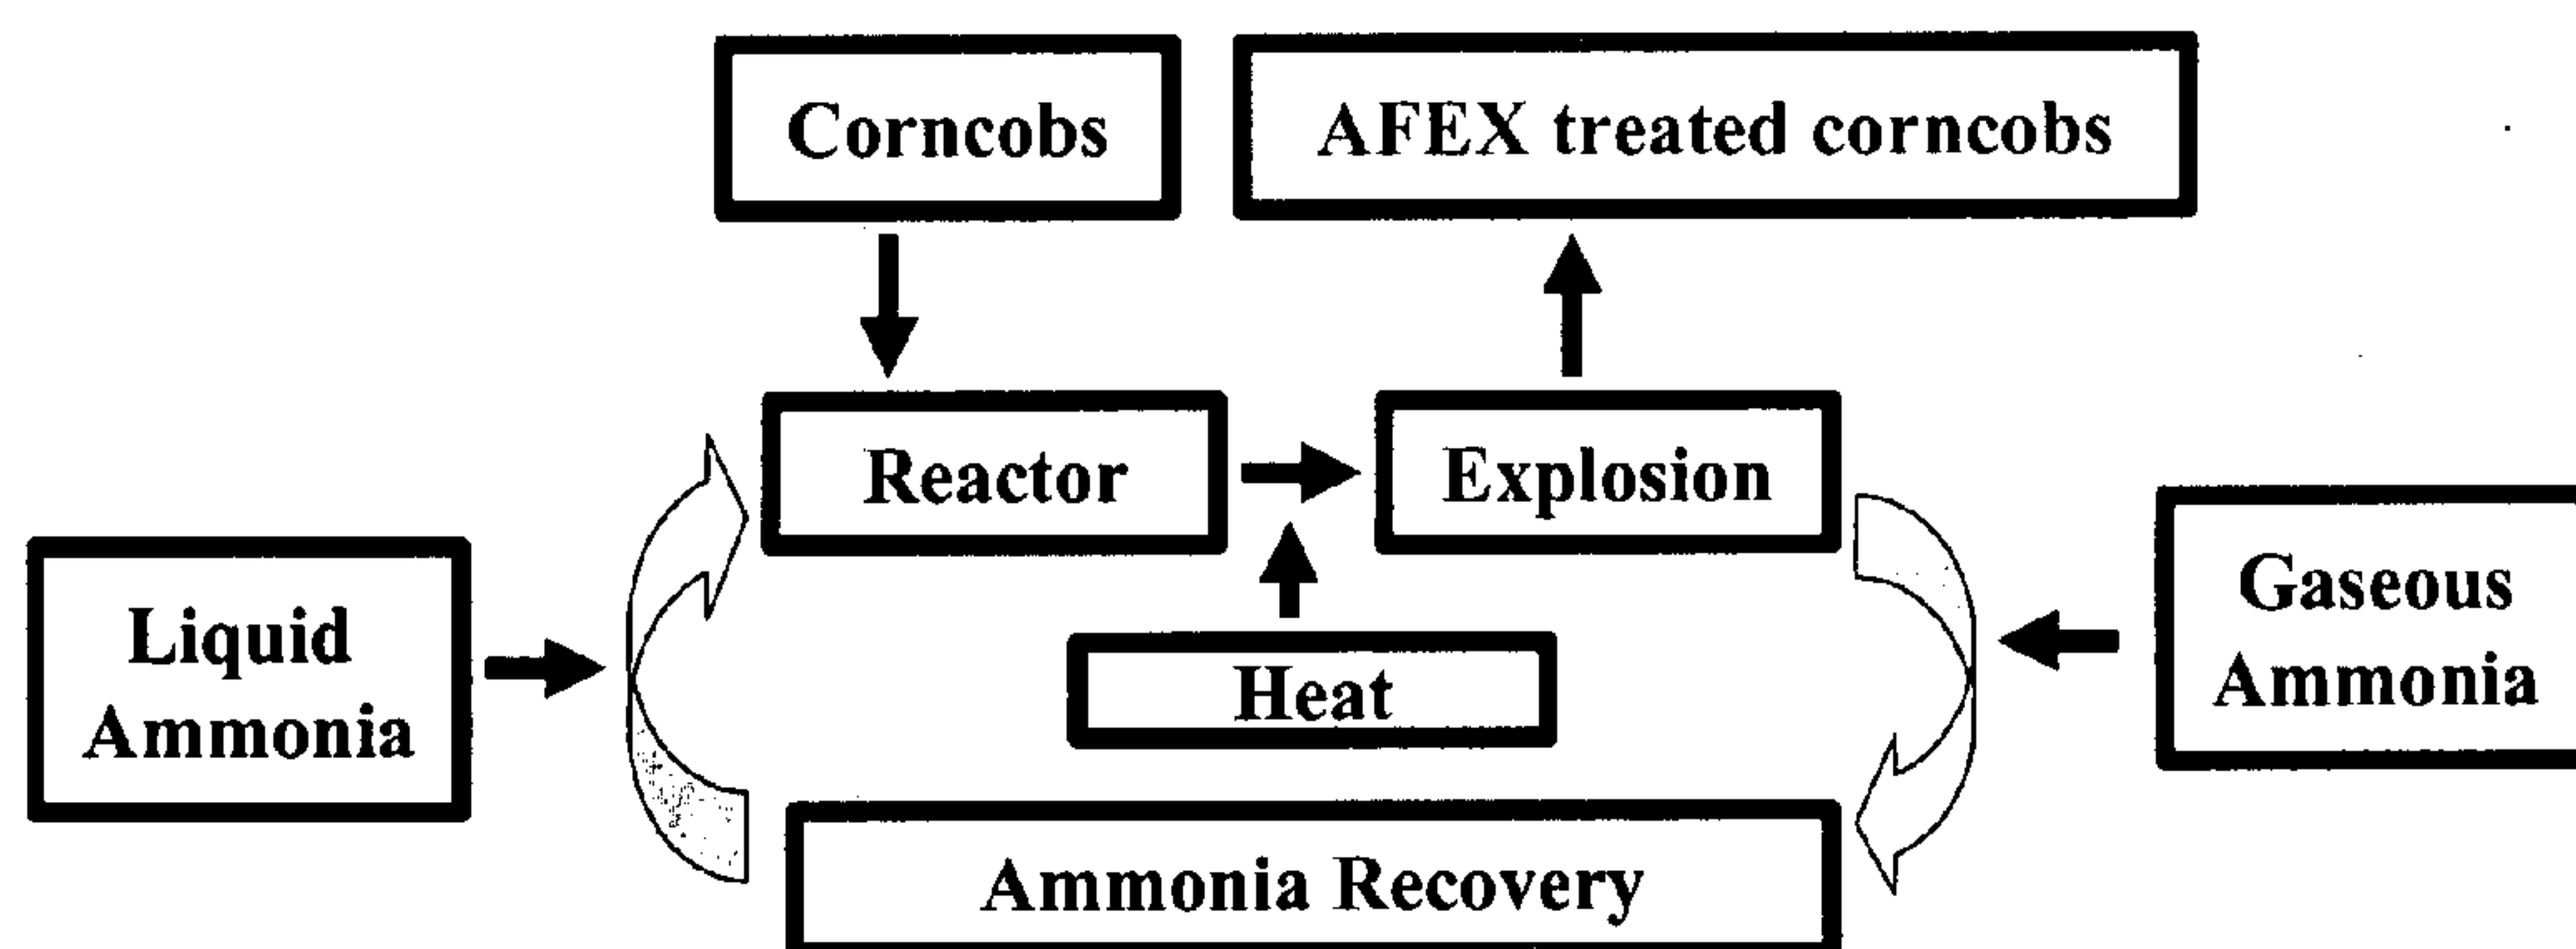 Corncobs
AFEX treated corncobs
Reactor
Explosion
Liquid
Ammonia
Heat
Gaseous
Ammonia
Ammonia Recovery